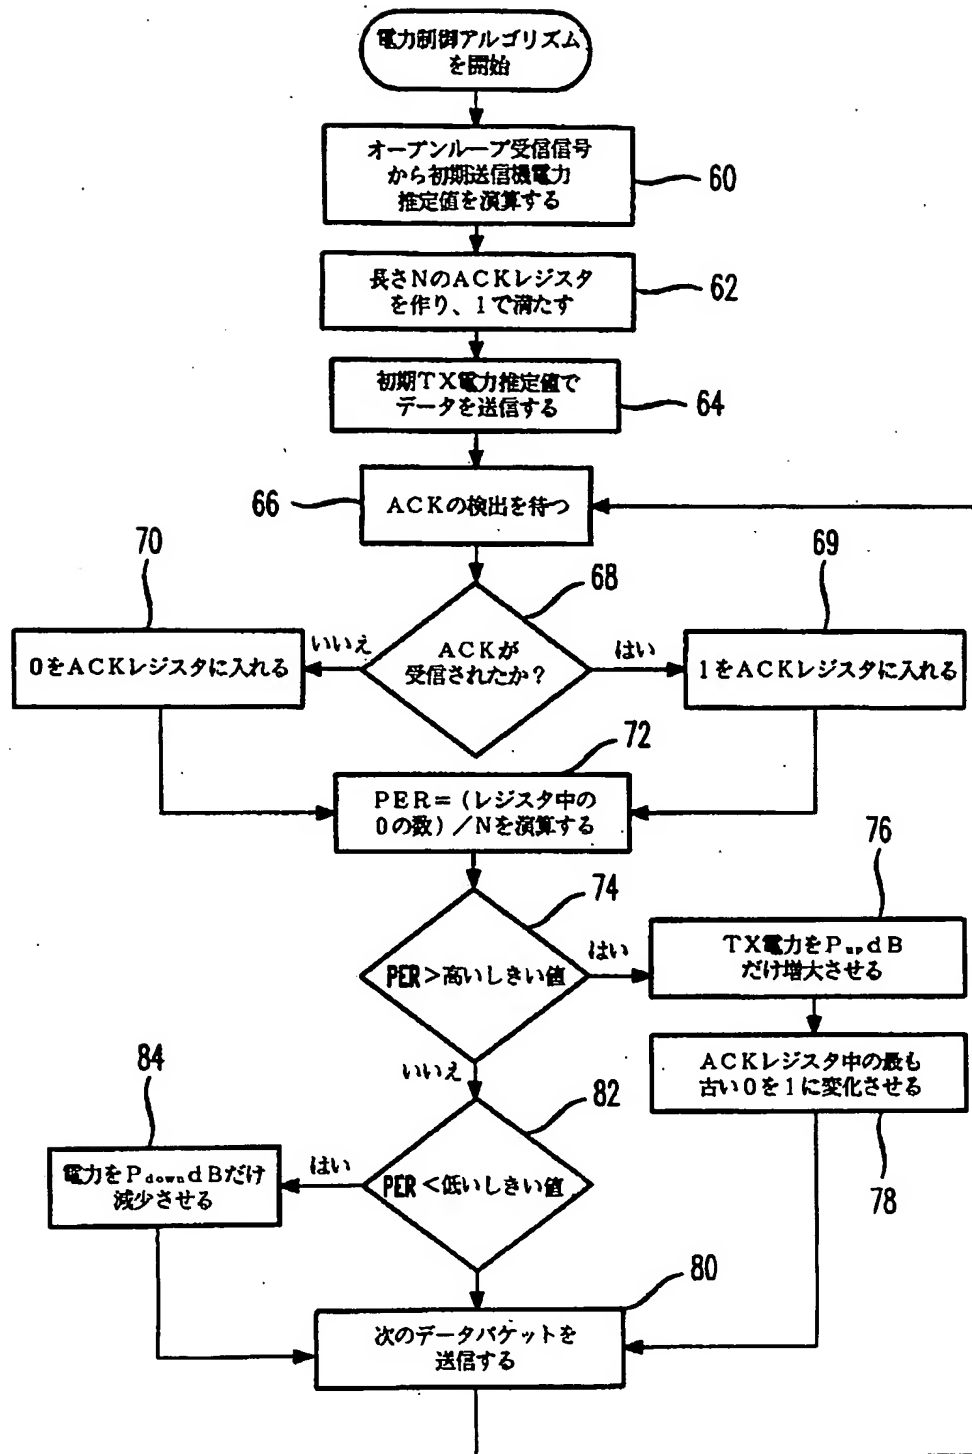 電力制御アルゴリズム
を開始
オープンループ受信信号
から初期送信機電力
推定値を演算する
60
長さNのACKレジスタ
を作り、1で満たす
62
初期TX電力推定値で
データを送信する
64
66
ACKの検出を待つ
70
68
69
いいえ
ACKが
受信されたか？
はい
0をACKレジスタに入れる
1をACKレジスタに入れる
72
PER=(レジスタ中の
0の数)/Nを演算する
74
76
PER>高いしきい値
はい
TX電力をPupdB
だけ増大させる
いいえ
ACKレジスタ中の最も
古い0を1に変化させる
78
84
82
電力をPdowndBだけ
減少させる
はい
PER<低いしきい値
80
次のデータパケットを
送信する